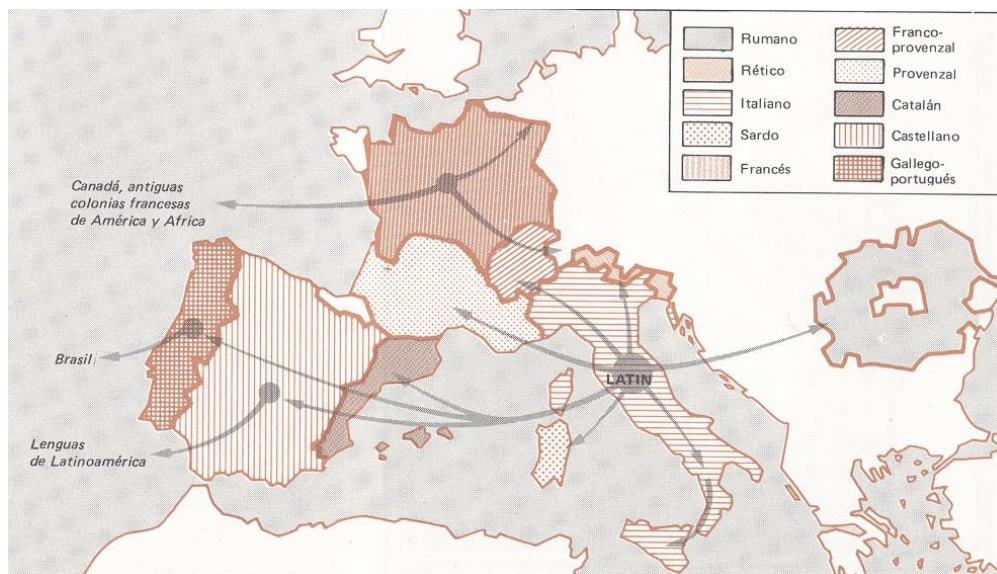 Rumano
Rético
Italiano
Sardo
Francés
Franco-
provenzal
Provenzal
Catalán
Castellano
Gallego-
portugués
Canadá, antiguas
colonias francesas
de América y Africa
Brasil
LATIN
Lenguas
de Latinoamérica